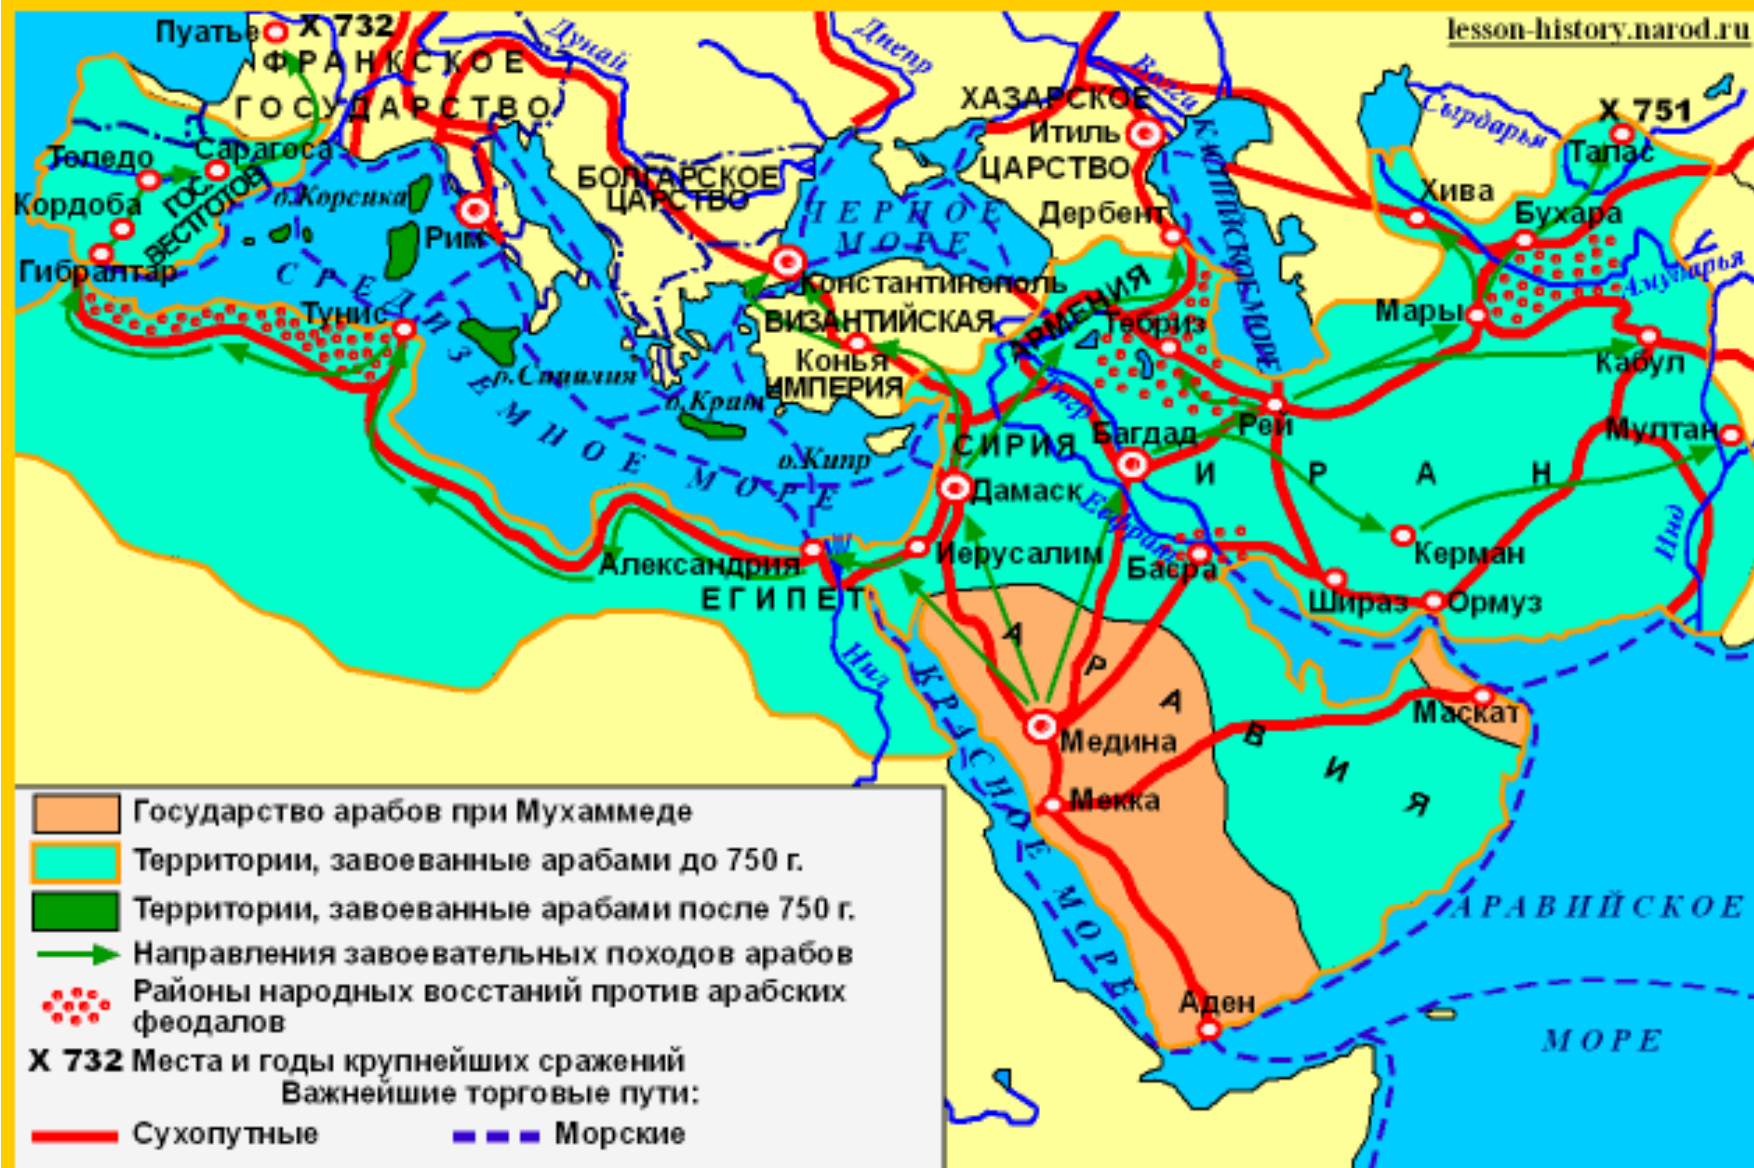 lesson-history.narod.ru
Пуатье
X 732
ФРАНКСКОЕ
ГОСУДАРСТВО
Дунай
Днепр
Волга
ХАЗАРСКОЕ
Итиль
ЦАРСТВО
Сырдарья
X 751
Талас
Толедо
Сарагоса
ГОС.
ВЕСТГОТОВ
Кордоба
Гибралтар
о.Корсика
Рим
БОЛГАРСКОЕ
ЦАРСТВО
ЧЕРНОЕ
МОРЕ
Дербент
Хива
Бухара
Амударья
Константинополь
ВИЗАНТИЙСКАЯ
Конья
ИМПЕРИЯ
АРМЕНИЯ
Тебриз
Мары
Кабул
Тунис
СРЕДИЗЕМНОЕ МОРЕ
р.Сицилия
о.Крит
о.Кипр
СИРИЯ
Багдад
Рей
Мултан
ИРАН
Дамаск
Евфрат
Инд
Керман
Александрия
Иерусалим
Басра
Шираз
Ормуз
ЕГИПЕТ
Нил
КРАСНОЕ МОРЕ
АРАВИЯ
Медина
Маскат
Мекка
Аден
АРАВИЙСКОЕ
МОРЕ
Государство арабов при Мухаммеде
Территории, завоеванные арабами до 750 г.
Территории, завоеванные арабами после 750 г.
Направления завоевательных походов арабов
Районы народных восстаний против арабских
феодалов
X 732 Места и годы крупнейших сражений
Важнейшие торговые пути:
Сухопутные
Морские